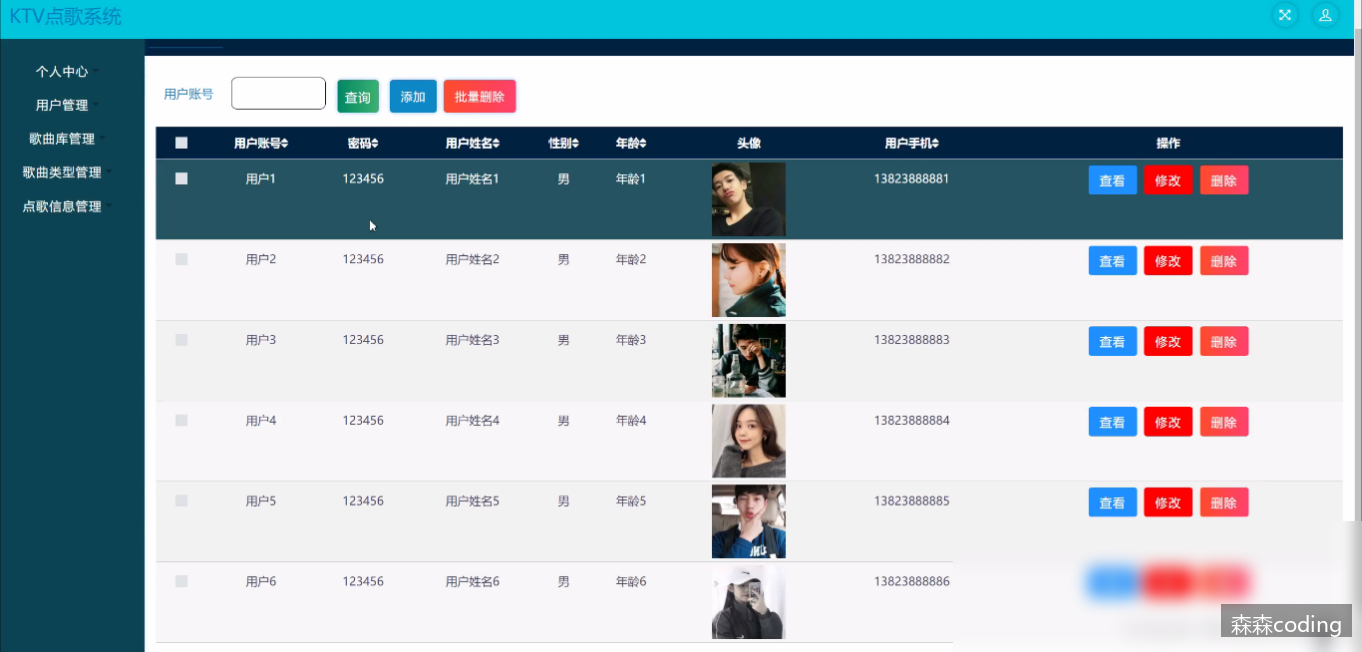 KTV点歌系统
个人中心
用户管理
歌曲库管理
歌曲类型管理
点歌信息管理
用户账号 查询 添加 批量删除
用户账号 密码 用户姓名 性别 年龄 头像 用户手机 操作
用户1 123456 用户姓名1 男 年龄1 13823888881 查看 修改 删除
用户2 123456 用户姓名2 男 年龄2 13823888882 查看 修改 删除
用户3 123456 用户姓名3 男 年龄3 13823888883 查看 修改 删除
用户4 123456 用户姓名4 男 年龄4 13823888884 查看 修改 删除
用户5 123456 用户姓名5 男 年龄5 13823888885 查看 修改 删除
用户6 123456 用户姓名6 男 年龄6 13823888886
森森coding